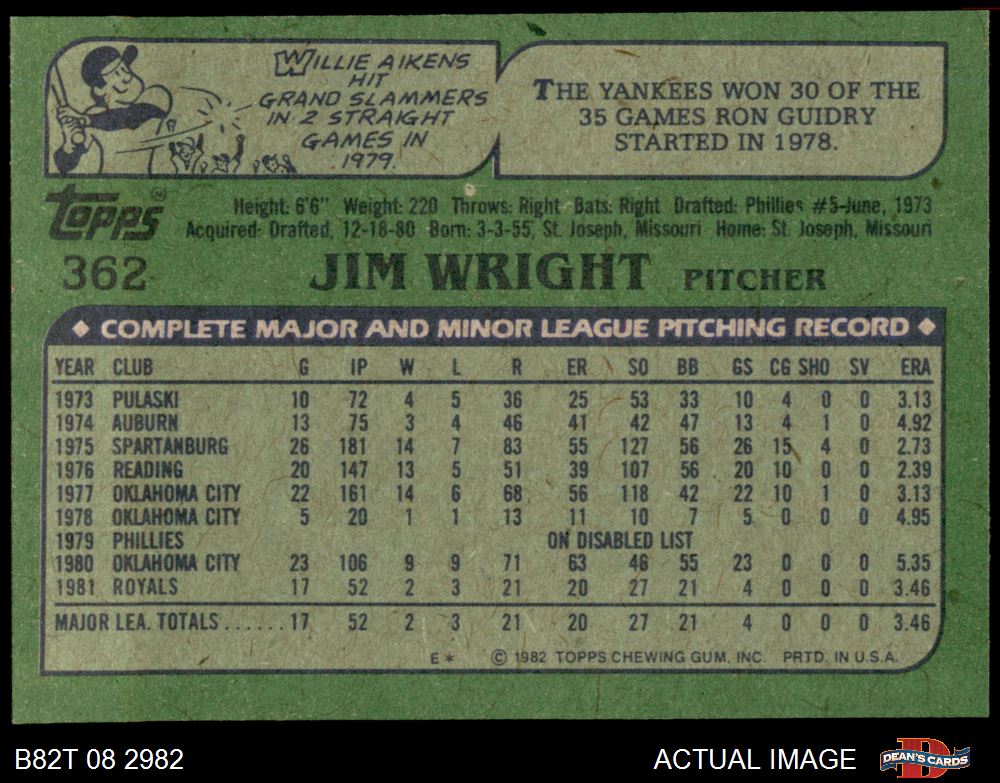 WILLIE AIKENS
HIT
GRAND SLAMMERS
IN 2 STRAIGHT
GAMES IN
1979.
THE YANKEES WON 30 OF THE
35 GAMES RON GUIDRY
STARTED IN 1978.
Topps
Height: 6'6" Weight: 220 Throws: Right Bats: Right Drafted: Phillies #5-June, 1973
Acquired: Drafted, 12-18-80 Born: 3-3-55, St. Joseph, Missouri Home: St. Joseph, Missouri
362 JIM WRIGHT PITCHER
◆ COMPLETE MAJOR AND MINOR LEAGUE PITCHING RECORD ◆
YEAR CLUB G IP W L R ER SO BB GS CG SHO SV ERA
1973 PULASKI 10 72 4 5 36 25 53 33 10 4 0 0 3.13
1974 AUBURN 13 75 3 4 46 41 42 47 13 4 1 0 4.92
1975 SPARTANBURG 26 181 14 7 83 55 127 56 26 15 4 0 2.73
1976 READING 20 147 13 5 51 39 107 56 20 10 0 0 2.39
1977 OKLAHOMA CITY 22 161 14 6 68 56 118 42 22 10 1 0 3.13
1978 OKLAHOMA CITY 5 20 1 1 13 11 10 7 5 0 0 0 4.95
1979 PHILLIES ON DISABLED LIST
1980 OKLAHOMA CITY 23 106 9 9 71 63 46 55 23 0 0 0 5.35
1981 ROYALS 17 52 2 3 21 20 27 21 4 0 0 0 3.46
MAJOR LEA. TOTALS ...... 17 52 2 3 21 20 27 21 4 0 0 0 3.46
E* © 1982 TOPPS CHEWING GUM, INC. PRTD. IN U.S.A.
B82T 08 2982 ACTUAL IMAGE DEAN'S CARDS